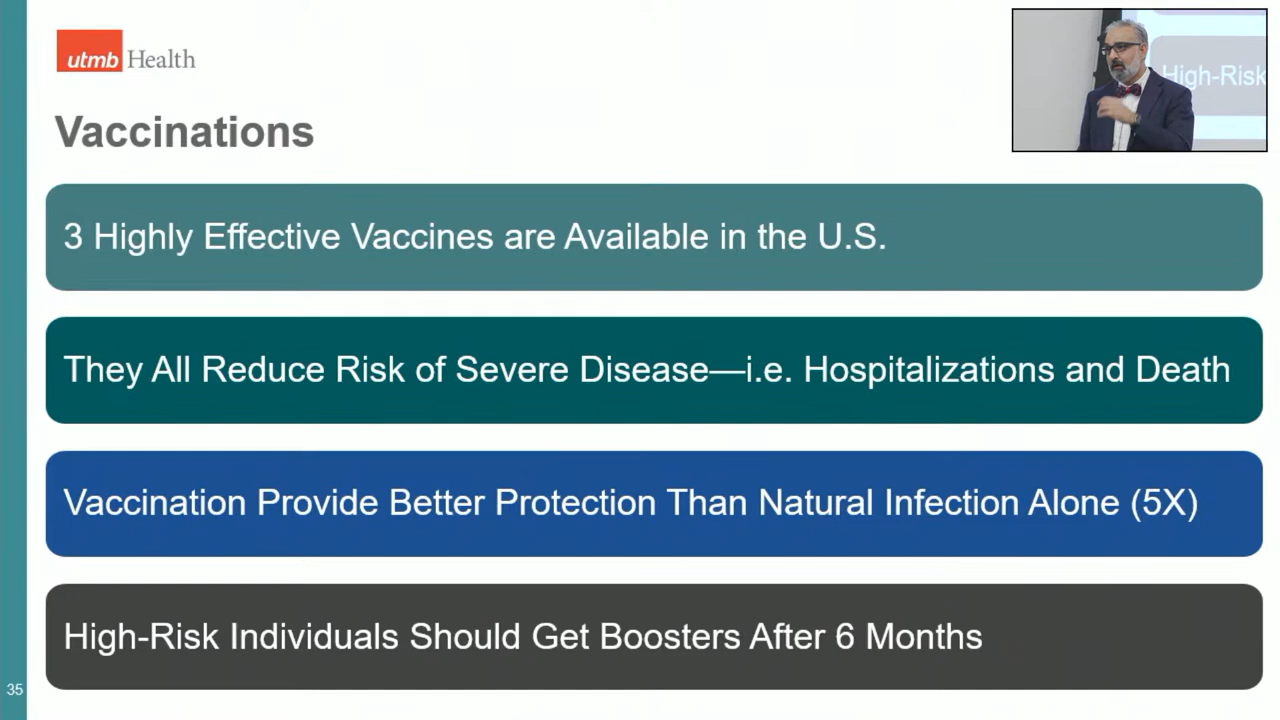 utmb Health
High-Risk
Vaccinations
3 Highly Effective Vaccines are Available in the U.S.
They All Reduce Risk of Severe Disease—i.e. Hospitalizations and Death
Vaccination Provide Better Protection Than Natural Infection Alone (5X)
High-Risk Individuals Should Get Boosters After 6 Months
35